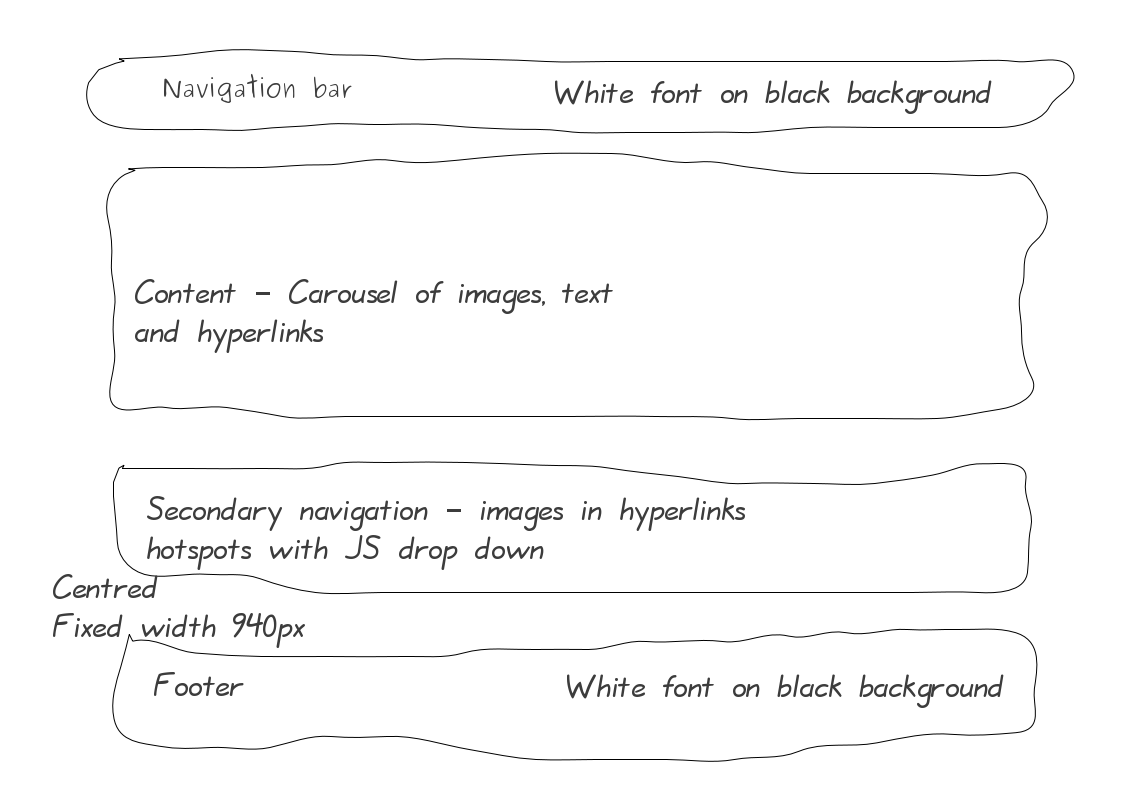 Navigation bar
White font on black background
Content - Carousel of images, text
and hyperlinks
Secondary navigation - images in hyperlinks
hotspots with JS drop down
Centred
Fixed width 940px
Footer
White font on black background